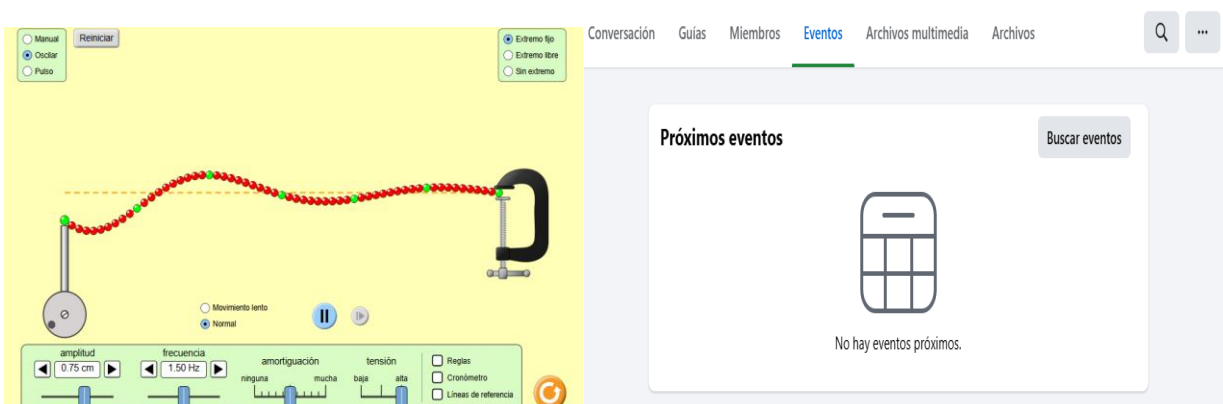 Manual
Oscilar
Pulso
Reiniciar
Extremo fijo
Extremo libre
Sin extremo
Movimiento lento
Normal
amplitud
0.75 cm
frecuencia
1.50 Hz
amortiguación
ninguna mucha
tensión
baja alta
Reglas
Cronómetro
Líneas de referencia
Conversación Guías Miembros Eventos Archivos multimedia Archivos
Próximos eventos
Buscar eventos
No hay eventos próximos.